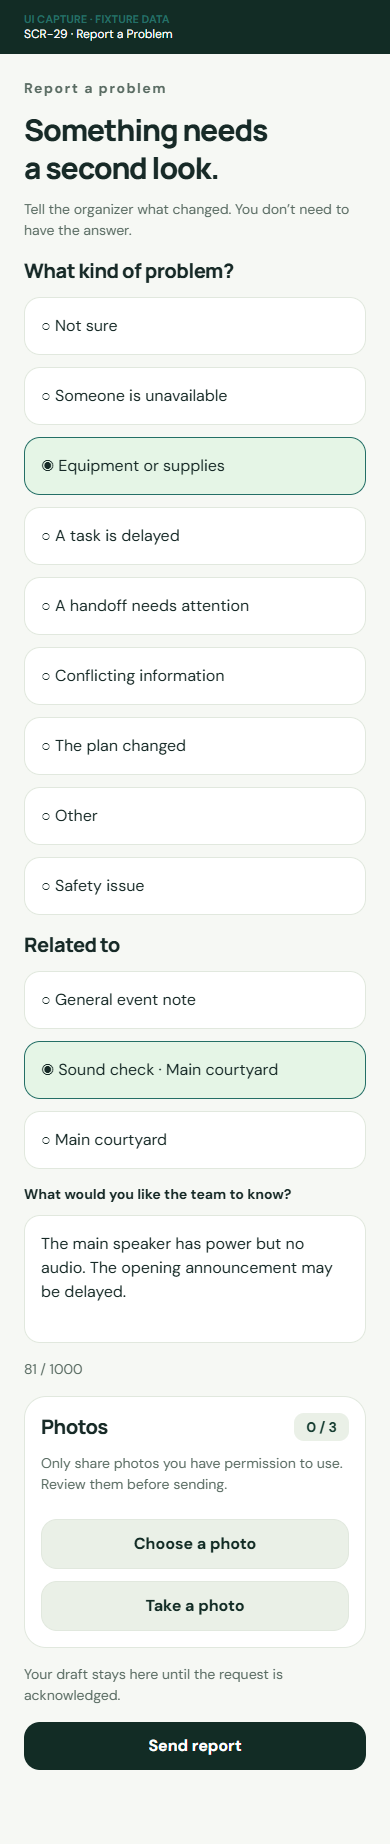 UI CAPTURE · FIXTURE DATA
SCR-29 · Report a Problem
Report a problem
Something needs
a second look.
Tell the organizer what changed. You don’t need to
have the answer.
What kind of problem?
○ Not sure
○ Someone is unavailable
◉ Equipment or supplies
○ A task is delayed
○ A handoff needs attention
○ Conflicting information
○ The plan changed
○ Other
○ Safety issue
Related to
○ General event note
◉ Sound check · Main courtyard
○ Main courtyard
What would you like the team to know?
The main speaker has power but no
audio. The opening announcement may
be delayed.
81 / 1000
Photos
0 / 3
Only share photos you have permission to use.
Review them before sending.
Choose a photo
Take a photo
Your draft stays here until the request is
acknowledged.
Send report